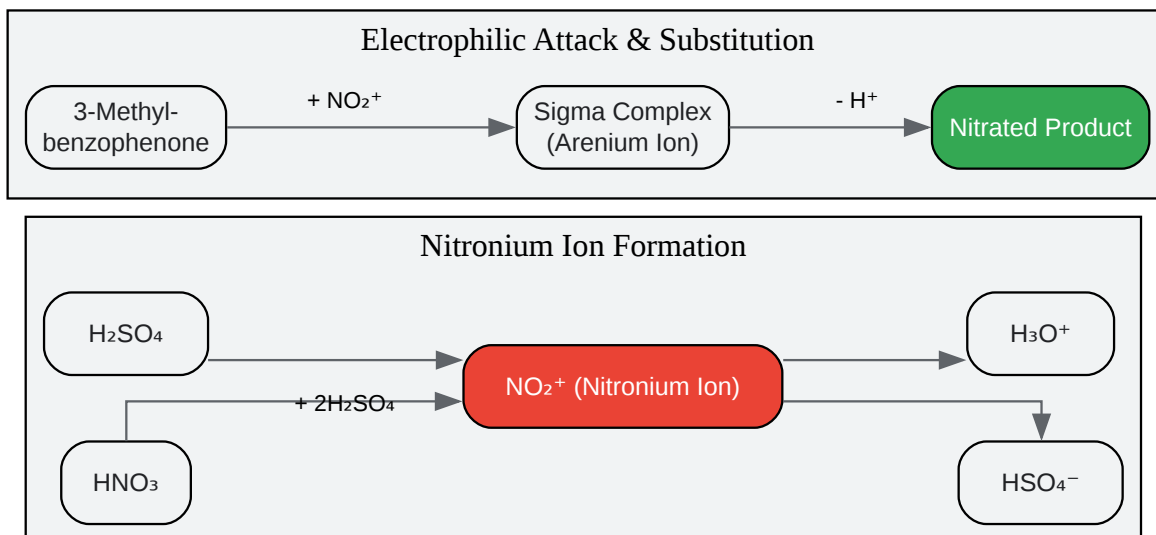 Electrophilic Attack & Substitution
3-Methyl-
benzophenone
+ NO₂⁺
Sigma Complex
(Arenium Ion)
- H⁺
Nitrated Product
Nitronium Ion Formation
H₂SO₄
HNO₃
+ 2H₂SO₄
NO₂⁺ (Nitronium Ion)
H₃O⁺
HSO₄⁻